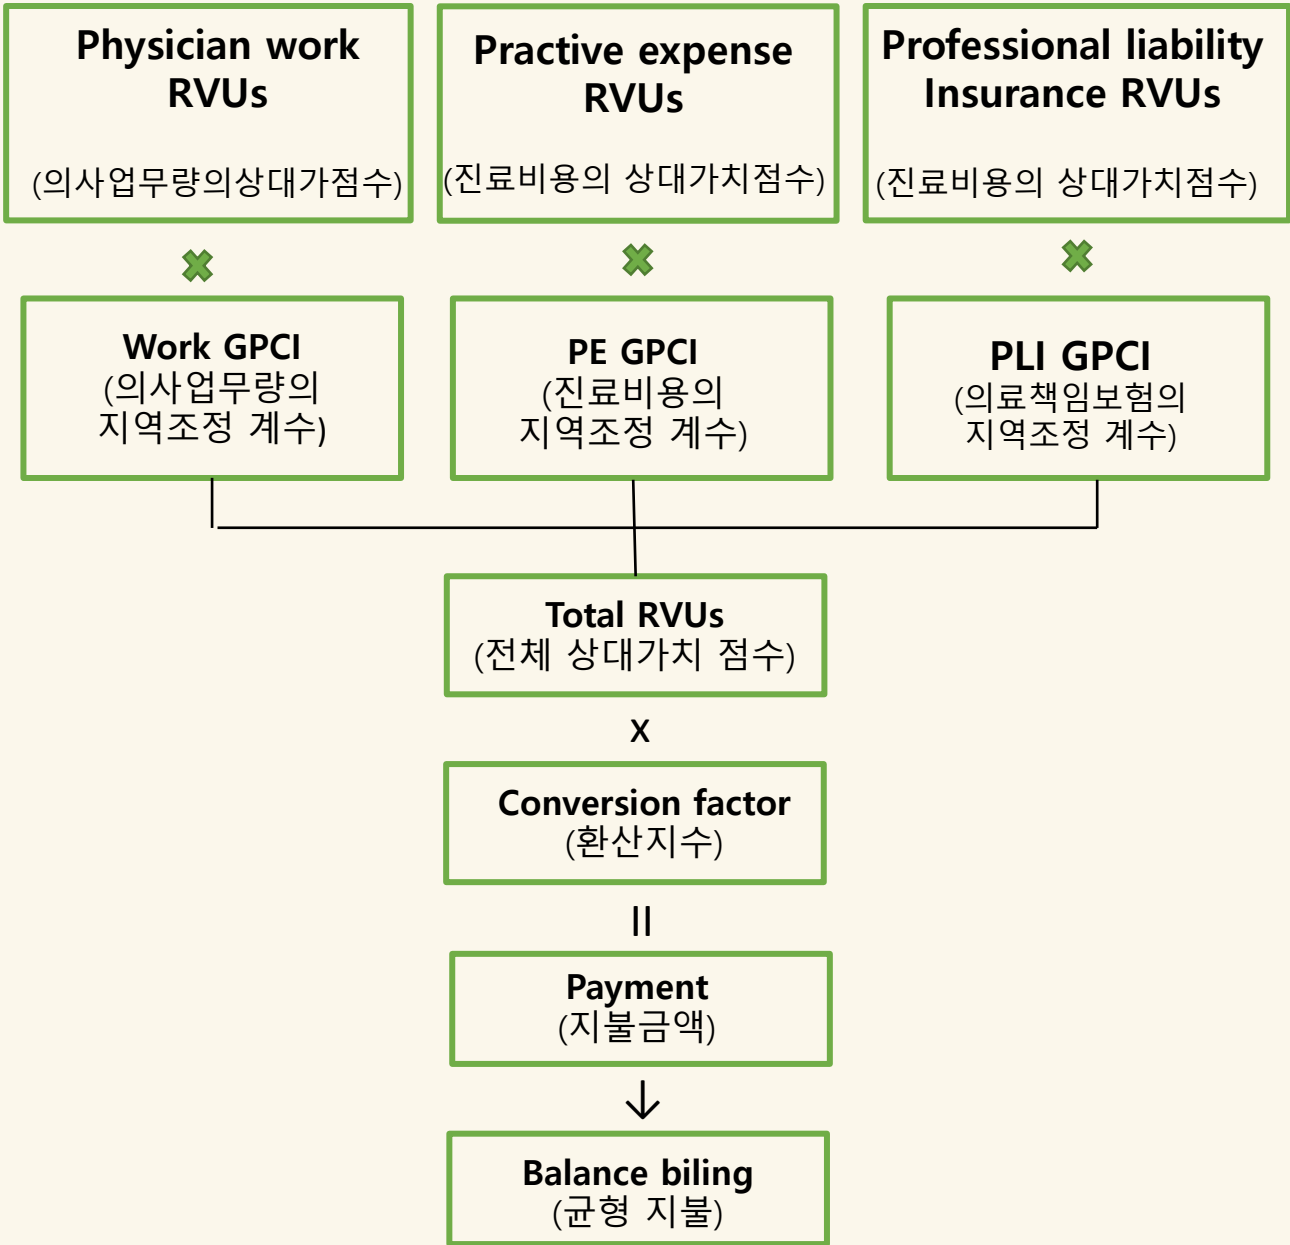 Physician work
RVUs
(의사업무량의상대가점수)
Practive expense
RVUs
(진료비용의 상대가치점수)
Professional liability
Insurance RVUs
(진료비용의 상대가치점수)
Work GPCI
(의사업무량의
지역조정 계수)
PE GPCI
(진료비용의
지역조정 계수)
PLI GPCI
(의료책임보험의
지역조정 계수)
Total RVUs
(전체 상대가치 점수)
x
Conversion factor
(환산지수)
=
Payment
(지불금액)
↓
Balance biling
(균형 지불)